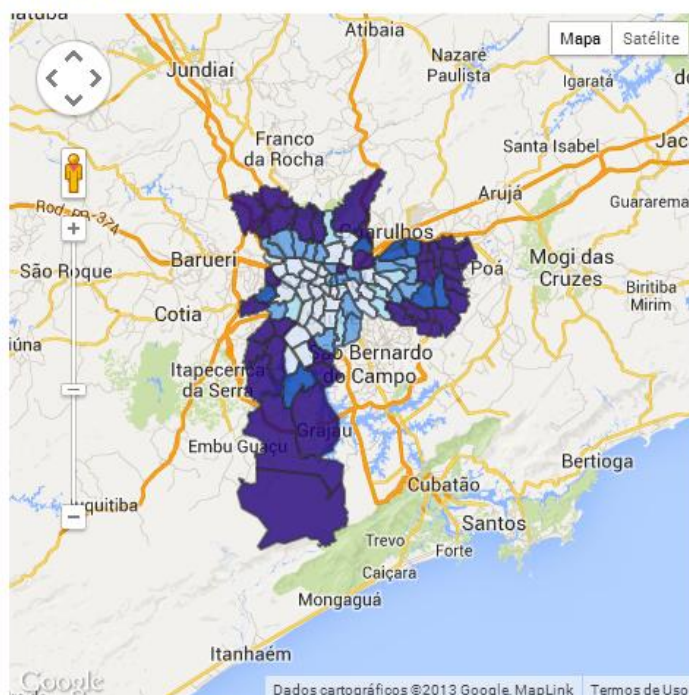 Atibaia
Mapa
Satélite
Jundiaí
Nazaré
Paulista
Igaratá
Franco
da Rocha
Santa Isabel
Arujá
Guararema
Barueri
São Roque
Poá
Mogi das
Cruzes
Biritiba
Mirim
Cotia
Itapecerica
da Serra
São Bernardo
do Campo
Grajaú
Embu Guaçu
Bertioga
Cubatão
Santos
Trevo
Forte
Caiçara
Mongaguá
Itanhaém
Google
Dados cartográficos ©2013 Google, MapLink
Termos de Uso